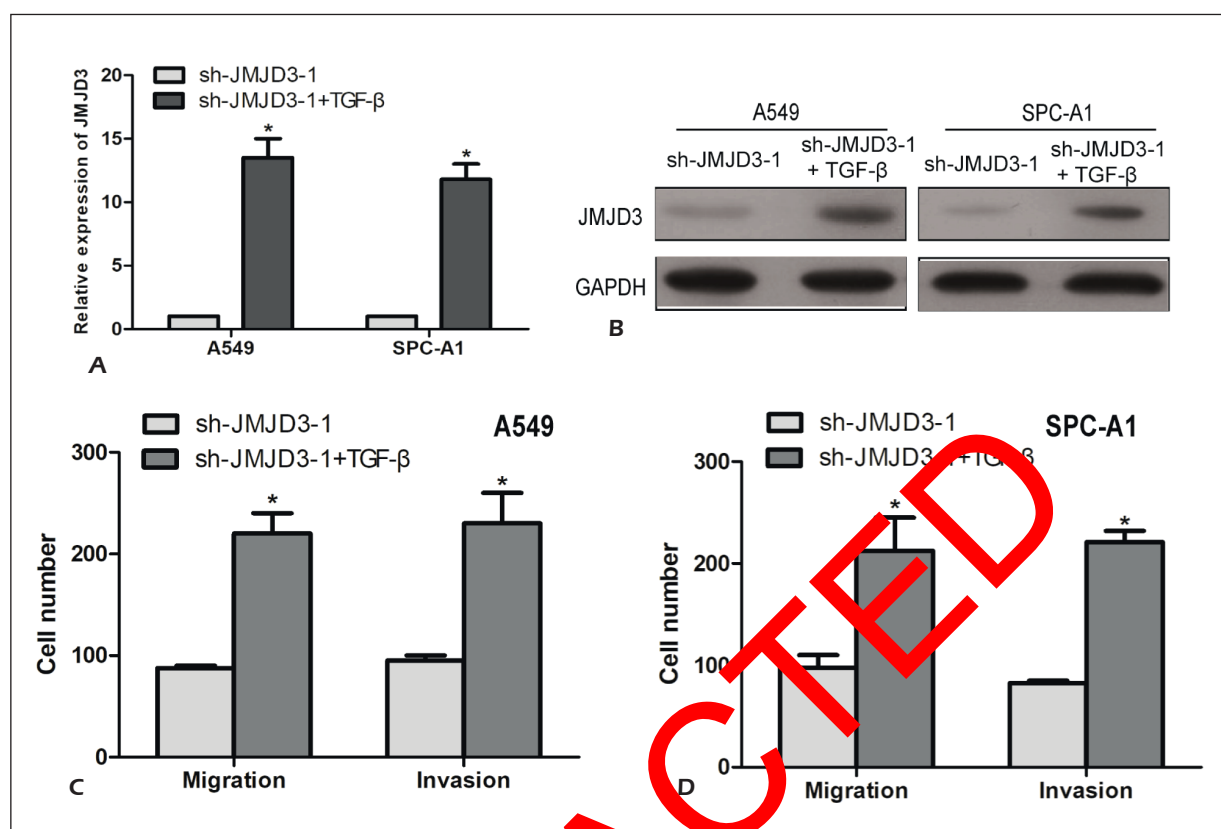 sh-JMJD3-1
sh-JMJD3-1+TGF-β
Relative expression of JMJD3
20
15
10
5
0
*
*
A549
SPC-A1
A
A549
SPC-A1
sh-JMJD3-1
sh-JMJD3-1
+ TGF-β
sh-JMJD3-1
sh-JMJD3-1
+ TGF-β
JMJD3
GAPDH
B
sh-JMJD3-1
A549
sh-JMJD3-1+TGF-β
Cell number
300
200
100
0
*
*
Migration
Invasion
C
sh-JMJD3-1
SPC-A1
sh-JMJD3-1+TGF-β
Cell number
300
200
100
0
*
*
Migration
Invasion
D
CTED